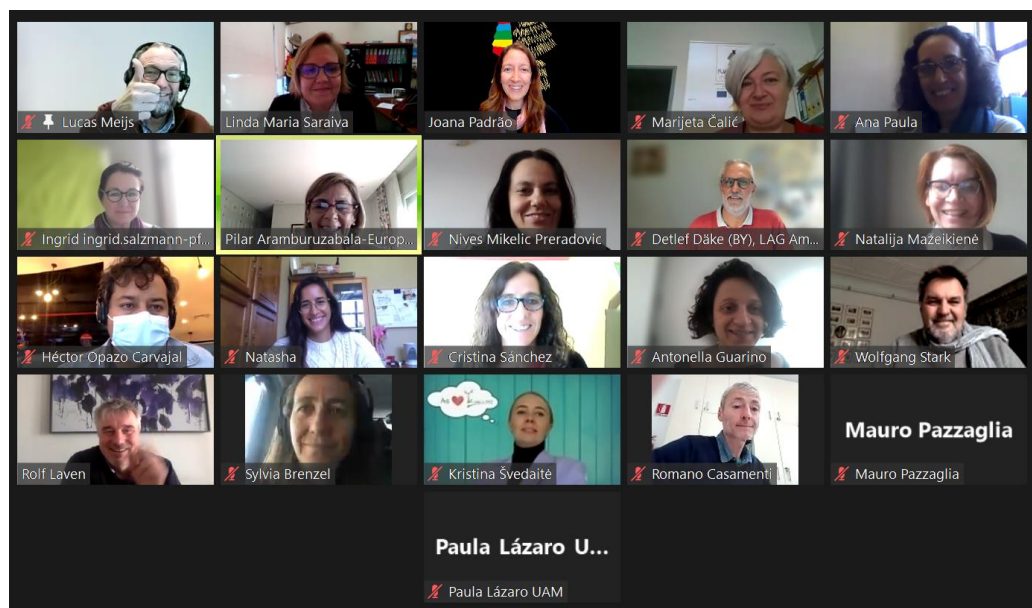 Lucas Meijs
Linda Maria Saraiva
Joana Padrão
Marijeta Čalić
Ana Paula
Ingrid ingrid.salzmann-pf...
Pilar Aramburuzabala-Europ...
Nives Mikelic Preradovic
Detlef Däke (BY), LAG Am...
Natalija Mažeikienė
Héctor Opazo Carvajal
Natasha
Cristina Sánchez
Antonella Guarino
Wolfgang Stark
Rolf Laven
Sylvia Brenzel
Kristina Švedaitė
Romano Casamenti
Mauro Pazzaglia
Mauro Pazzaglia
Paula Lázaro U...
Paula Lázaro UAM